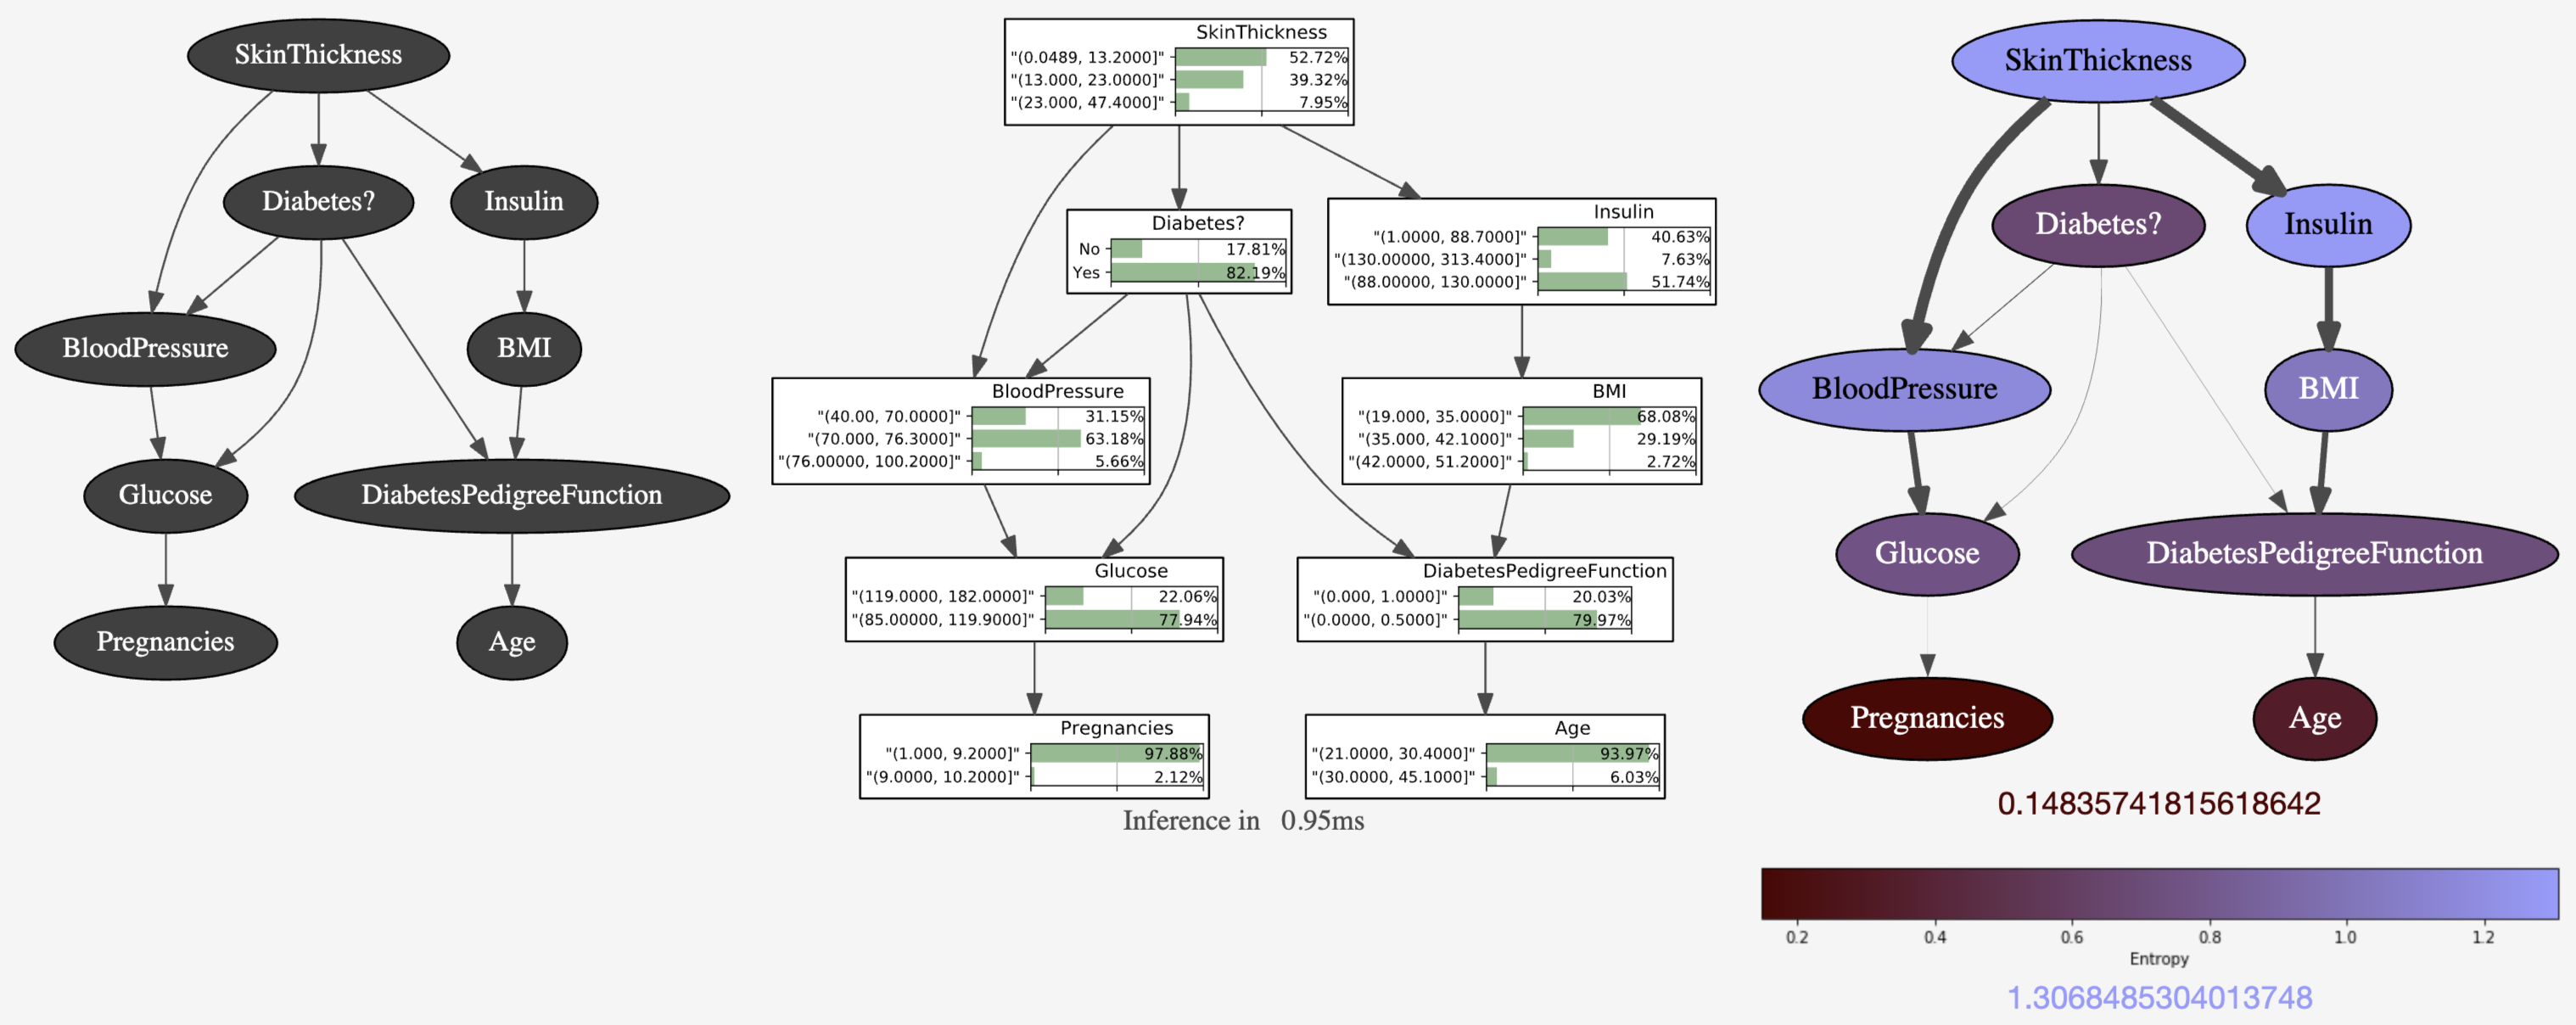 SkinThickness
Diabetes?
Insulin
BloodPressure
BMI
Glucose
DiabetesPedigreeFunction
Pregnancies
Age
SkinThickness
"(0.0489, 13.2000]" 52.72%
"(13.000, 23.0000]" 39.32%
"(23.000, 47.4000]" 7.95%
Diabetes?
No 17.81%
Yes 82.19%
Insulin
"(1.0000, 88.7000]" 40.63%
"(130.00000, 313.4000]" 7.63%
"(88.00000, 130.0000]" 51.74%
BloodPressure
"(40.00, 70.0000]" 31.15%
"(70.000, 76.3000]" 63.18%
"(76.00000, 100.2000]" 5.66%
BMI
"(19.000, 35.0000]" 68.08%
"(35.000, 42.1000]" 29.19%
"(42.0000, 51.2000]" 2.72%
Glucose
"(119.0000, 182.0000]" 22.06%
"(85.00000, 119.9000]" 77.94%
DiabetesPedigreeFunction
"(0.000, 1.0000]" 20.03%
"(0.0000, 0.5000]" 79.97%
Pregnancies
"(1.000, 9.2000]" 97.88%
"(9.0000, 10.2000]" 2.12%
Age
"(21.0000, 30.4000]" 93.97%
"(30.0000, 45.1000]" 6.03%
Inference in 0.95ms
SkinThickness
Diabetes?
Insulin
BloodPressure
BMI
Glucose
DiabetesPedigreeFunction
Pregnancies
Age
0.14835741815618642
0.2 0.4 0.6 0.8 1.0 1.2
Entropy
1.3068485304013748